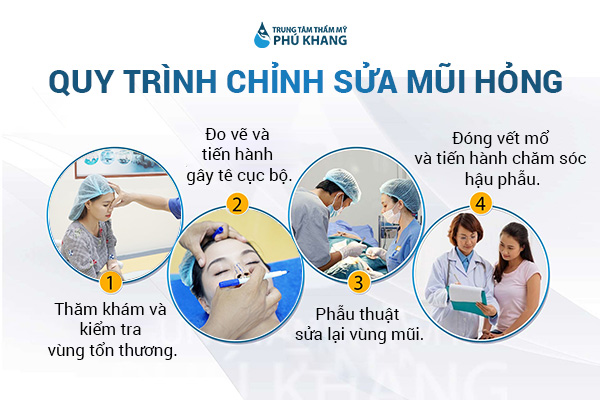 TRUNG TÂM THẨM MỸ
PHÚ KHANG
QUY TRÌNH CHỈNH SỬA MŨI HỎNG
1
Thăm khám và
kiểm tra
vùng tổn thương.
Đo vẽ và
tiến hành
gây tê cục bộ.
2
3
Phẫu thuật
sửa lại vùng mũi.
Đóng vết mổ
và tiến hành chăm sóc
hậu phẫu.
4